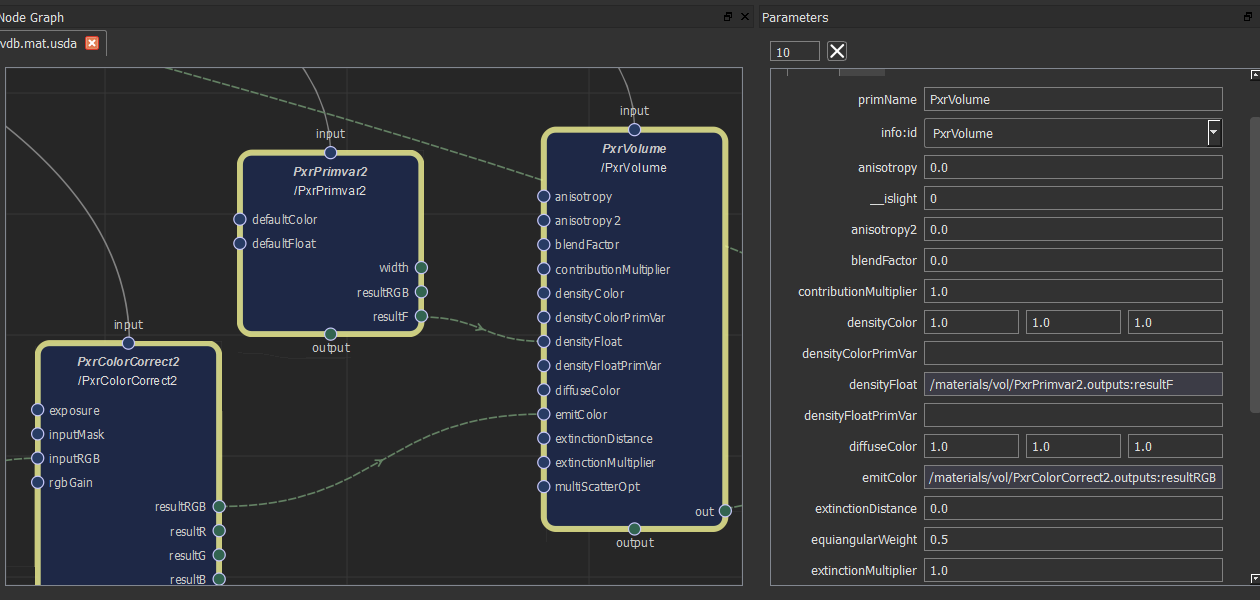 Node Graph
vdb.mat.usda
input
PxrPrimvar2
/PxrPrimvar2
defaultColor
defaultFloat
width
resultRGB
resultF
output
input
PxrColorCorrect2
/PxrColorCorrect2
exposure
inputMask
inputRGB
rgbGain
resultRGB
resultR
resultG
resultB
input
PxrVolume
/PxrVolume
anisotropy
anisotropy2
blendFactor
contributionMultiplier
densityColor
densityColorPrimVar
densityFloat
densityFloatPrimVar
diffuseColor
emitColor
extinctionDistance
extinctionMultiplier
multiScatterOpt
out
output
Parameters
10
primName PxrVolume
info:id PxrVolume
anisotropy 0.0
__islight 0
anisotropy2 0.0
blendFactor 0.0
contributionMultiplier 1.0
densityColor 1.0 1.0 1.0
densityColorPrimVar
densityFloat /materials/vol/PxrPrimvar2.outputs:resultF
densityFloatPrimVar
diffuseColor 1.0 1.0 1.0
emitColor /materials/vol/PxrColorCorrect2.outputs:resultRGB
extinctionDistance 0.0
equiangularWeight 0.5
extinctionMultiplier 1.0